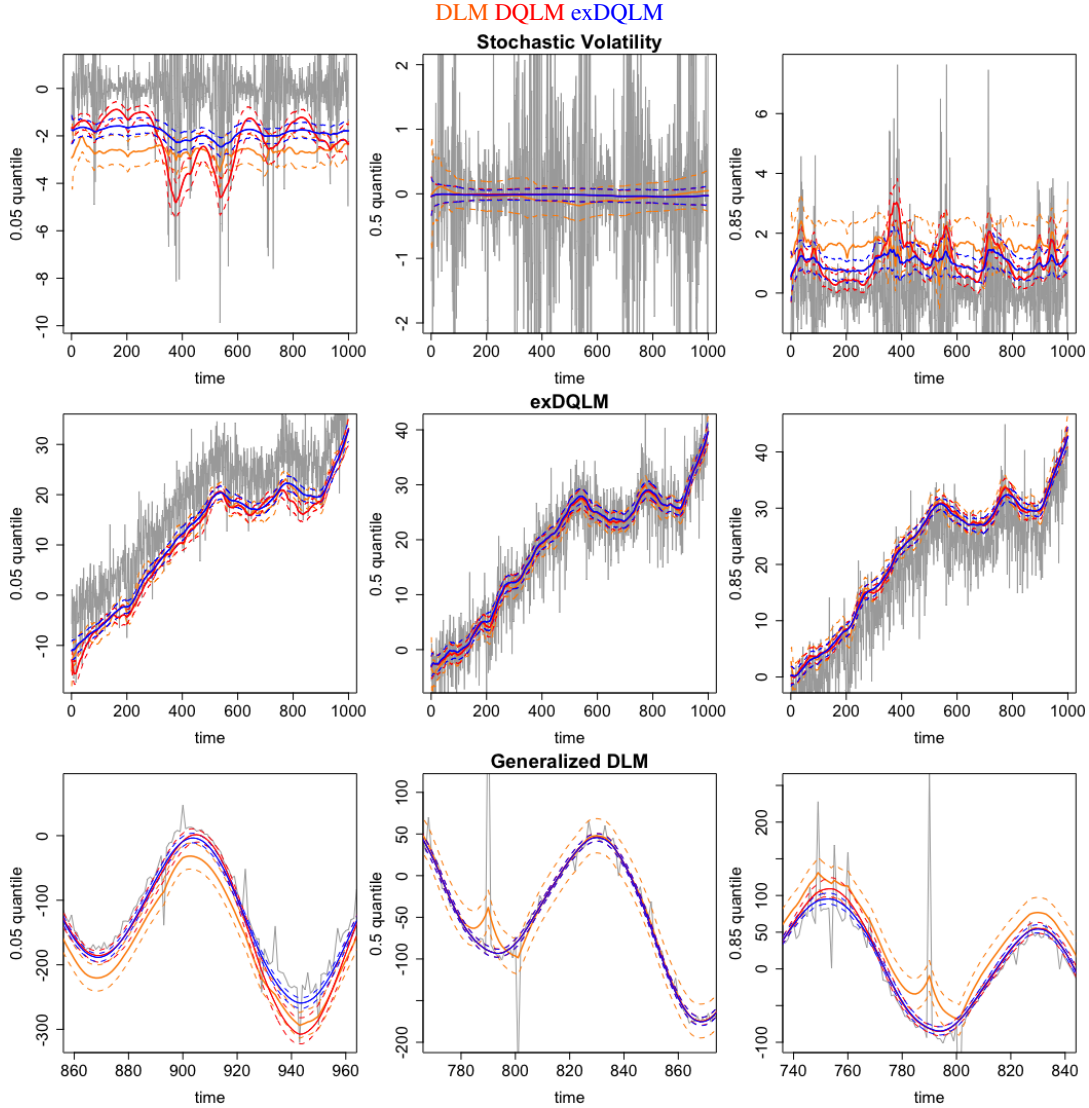 DLM DQLM exDQLM
Stochastic Volatility
0.05 quantile
0
-2
-4
-6
-8
-10
0 200 400 600 800 1000
time
0.5 quantile
2
1
0
-1
-2
0 200 400 600 800 1000
time
0.85 quantile
6
4
2
0
0 200 400 600 800 1000
time
exDQLM
0.05 quantile
30
20
10
0
-10
0 200 400 600 800 1000
time
0.5 quantile
40
30
20
10
0
0 200 400 600 800 1000
time
0.85 quantile
40
30
20
10
0
0 200 400 600 800 1000
time
Generalized DLM
0.05 quantile
0
-100
-200
-300
860 880 900 920 940 960
time
0.5 quantile
100
50
0
-50
-100
-200
780 800 820 840 860
time
0.85 quantile
200
100
50
0
-100
740 760 780 800 820 840
time